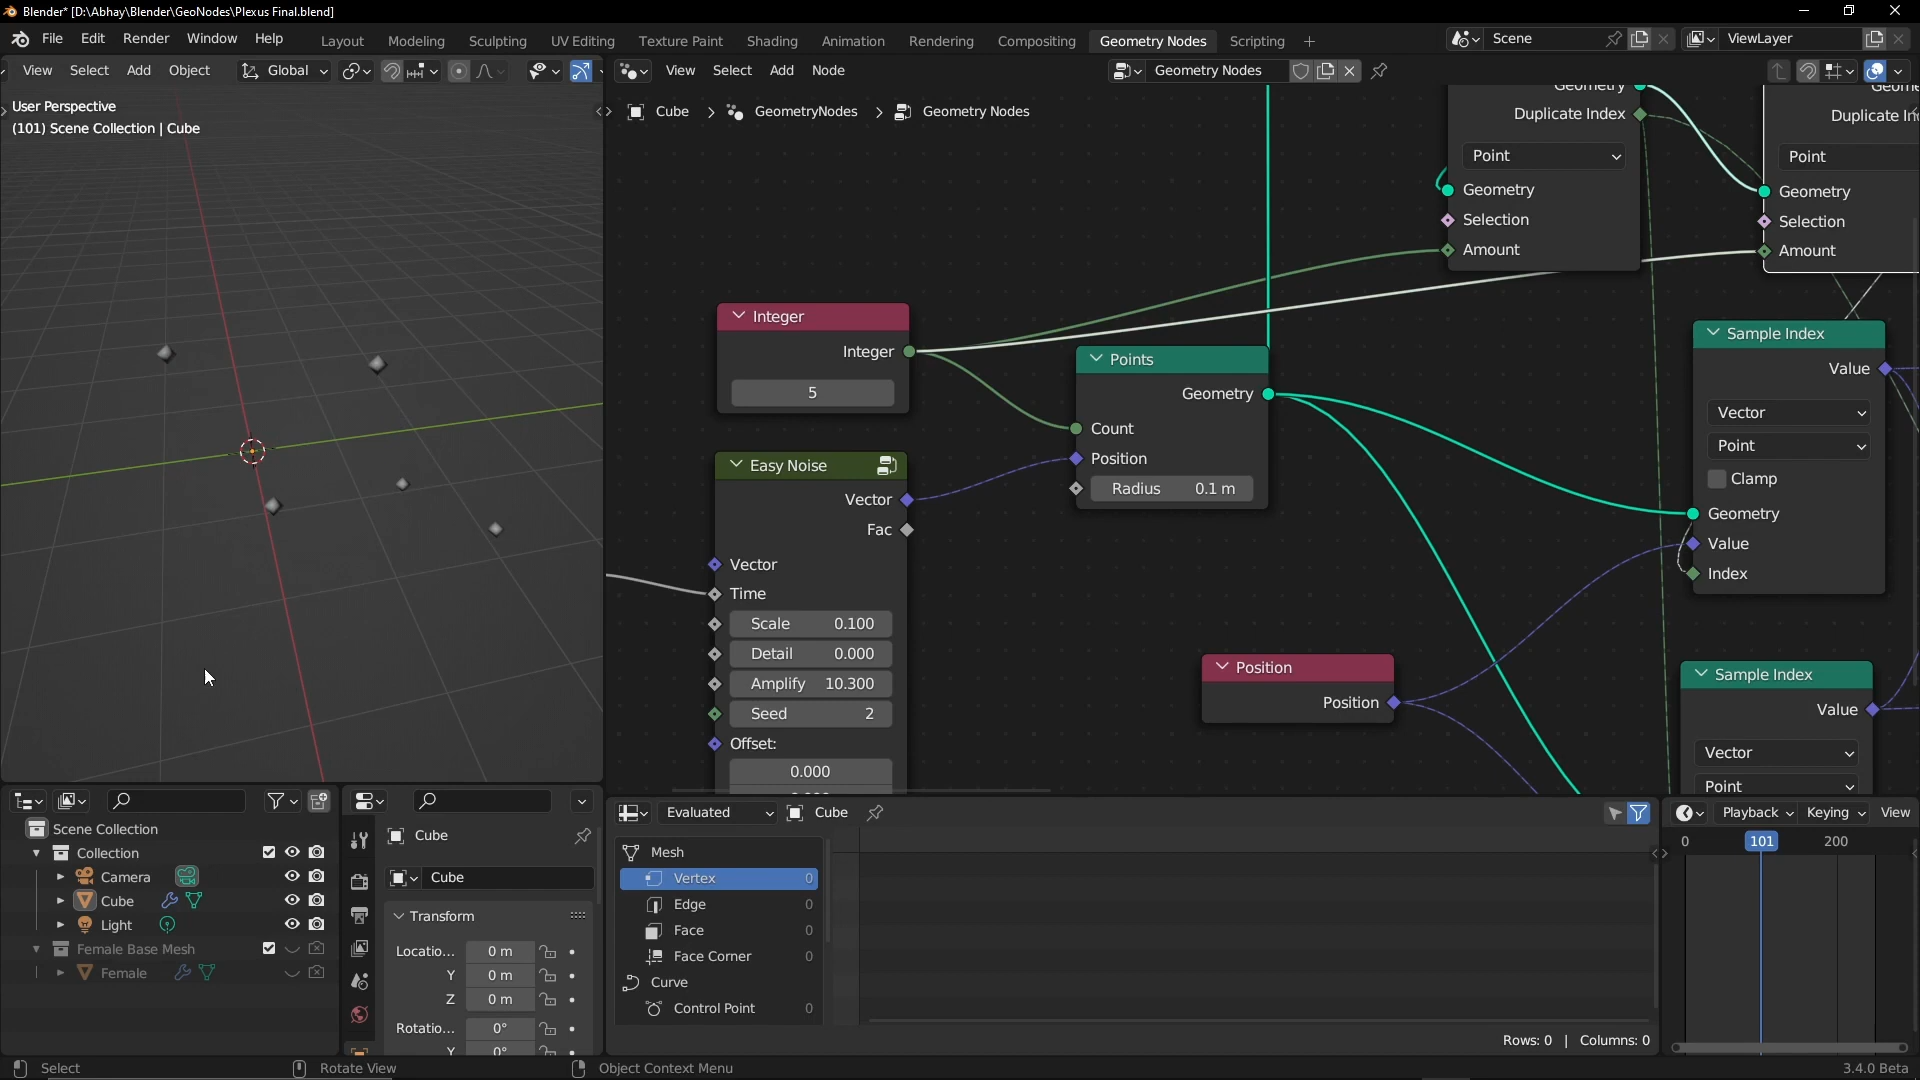 Blender* [D:\Abhay\Blender\GeoNodes\Plexus Final.blend]
File Edit Render Window Help
Layout Modeling Sculpting UV Editing Texture Paint Shading Animation Rendering Compositing Geometry Nodes Scripting
Scene
ViewLayer
View Select Add Object
Global
View Select Add Node
Geometry Nodes
User Perspective
(101) Scene Collection | Cube
Cube > GeometryNodes > Geometry Nodes
Integer
Integer
5
Easy Noise
Vector
Fac
Vector
Time
Scale 0.100
Detail 0.000
Amplify 10.300
Seed 2
Offset:
0.000
Points
Geometry
Count
Position
Radius 0.1 m
Position
Position
Geometry
Duplicate Index
Point
Geometry
Selection
Amount
Duplicate In
Point
Geometry
Selection
Amount
Sample Index
Value
Vector
Point
Clamp
Geometry
Value
Index
Sample Index
Value
Vector
Point
Scene Collection
Collection
Camera
Cube
Light
Female Base Mesh
Female
Cube
Cube
Transform
Locatio... 0 m
Y 0 m
Z 0 m
Rotatio... 0°
Y 0°
Evaluated
Cube
Mesh
Vertex 0
Edge 0
Face 0
Face Corner 0
Curve
Control Point 0
Rows: 0 | Columns: 0
Playback Keying View
0 101 200
Select
Rotate View
Object Context Menu
3.4.0 Beta